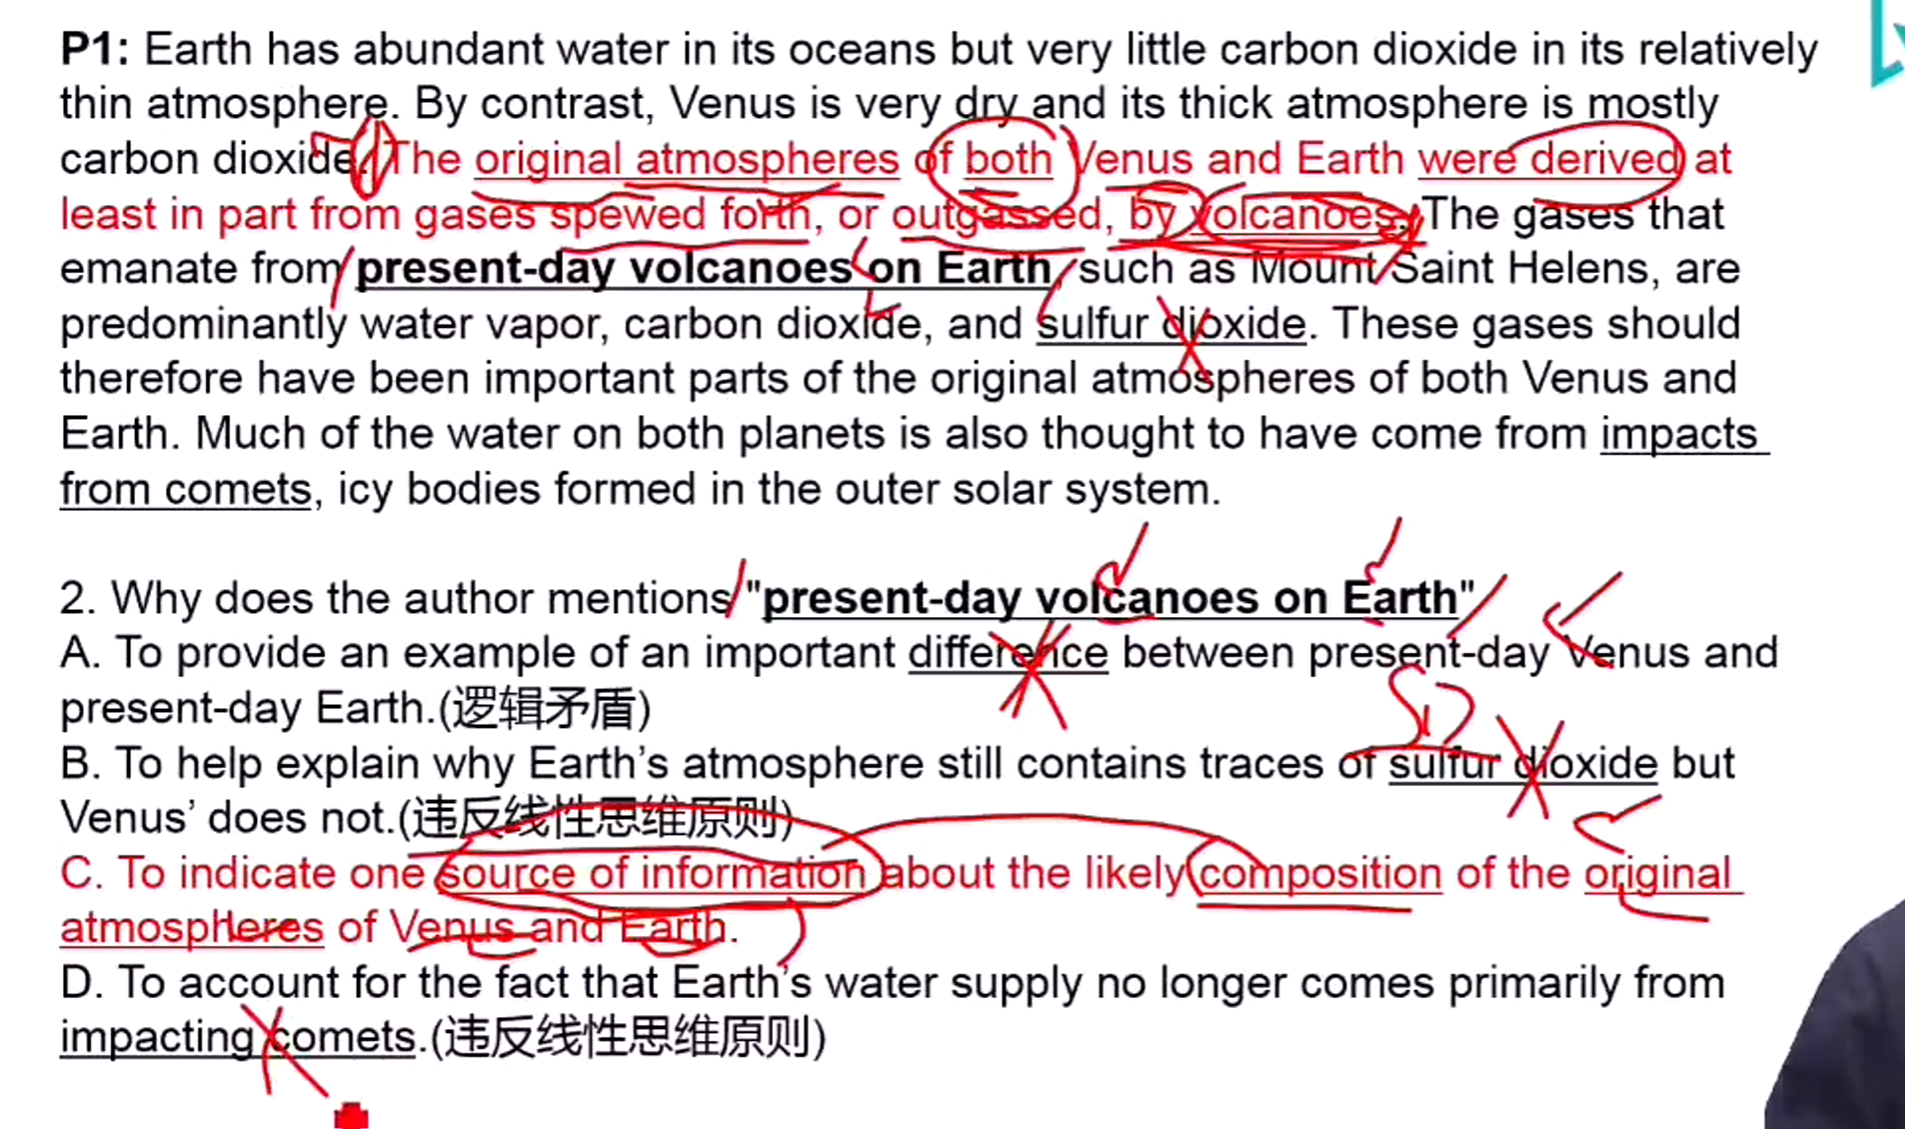 P1: Earth has abundant water in its oceans but very little carbon dioxide in its relatively
thin atmosphere. By contrast, Venus is very dry and its thick atmosphere is mostly
carbon dioxide. The original atmospheres of both Venus and Earth were derived at
least in part from gases spewed forth, or outgassed, by volcanoes. The gases that
emanate from present-day volcanoes on Earth, such as Mount Saint Helens, are
predominantly water vapor, carbon dioxide, and sulfur dioxide. These gases should
therefore have been important parts of the original atmospheres of both Venus and
Earth. Much of the water on both planets is also thought to have come from impacts
from comets, icy bodies formed in the outer solar system.
2. Why does the author mentions "present-day volcanoes on Earth"
A. To provide an example of an important difference between present-day Venus and
present-day Earth.(逻辑矛盾)
B. To help explain why Earth’s atmosphere still contains traces of sulfur dioxide but
Venus’ does not.(违反线性思维原则)
C. To indicate one source of information about the likely composition of the original
atmospheres of Venus and Earth.
D. To account for the fact that Earth’s water supply no longer comes primarily from
impacting comets.(违反线性思维原则)